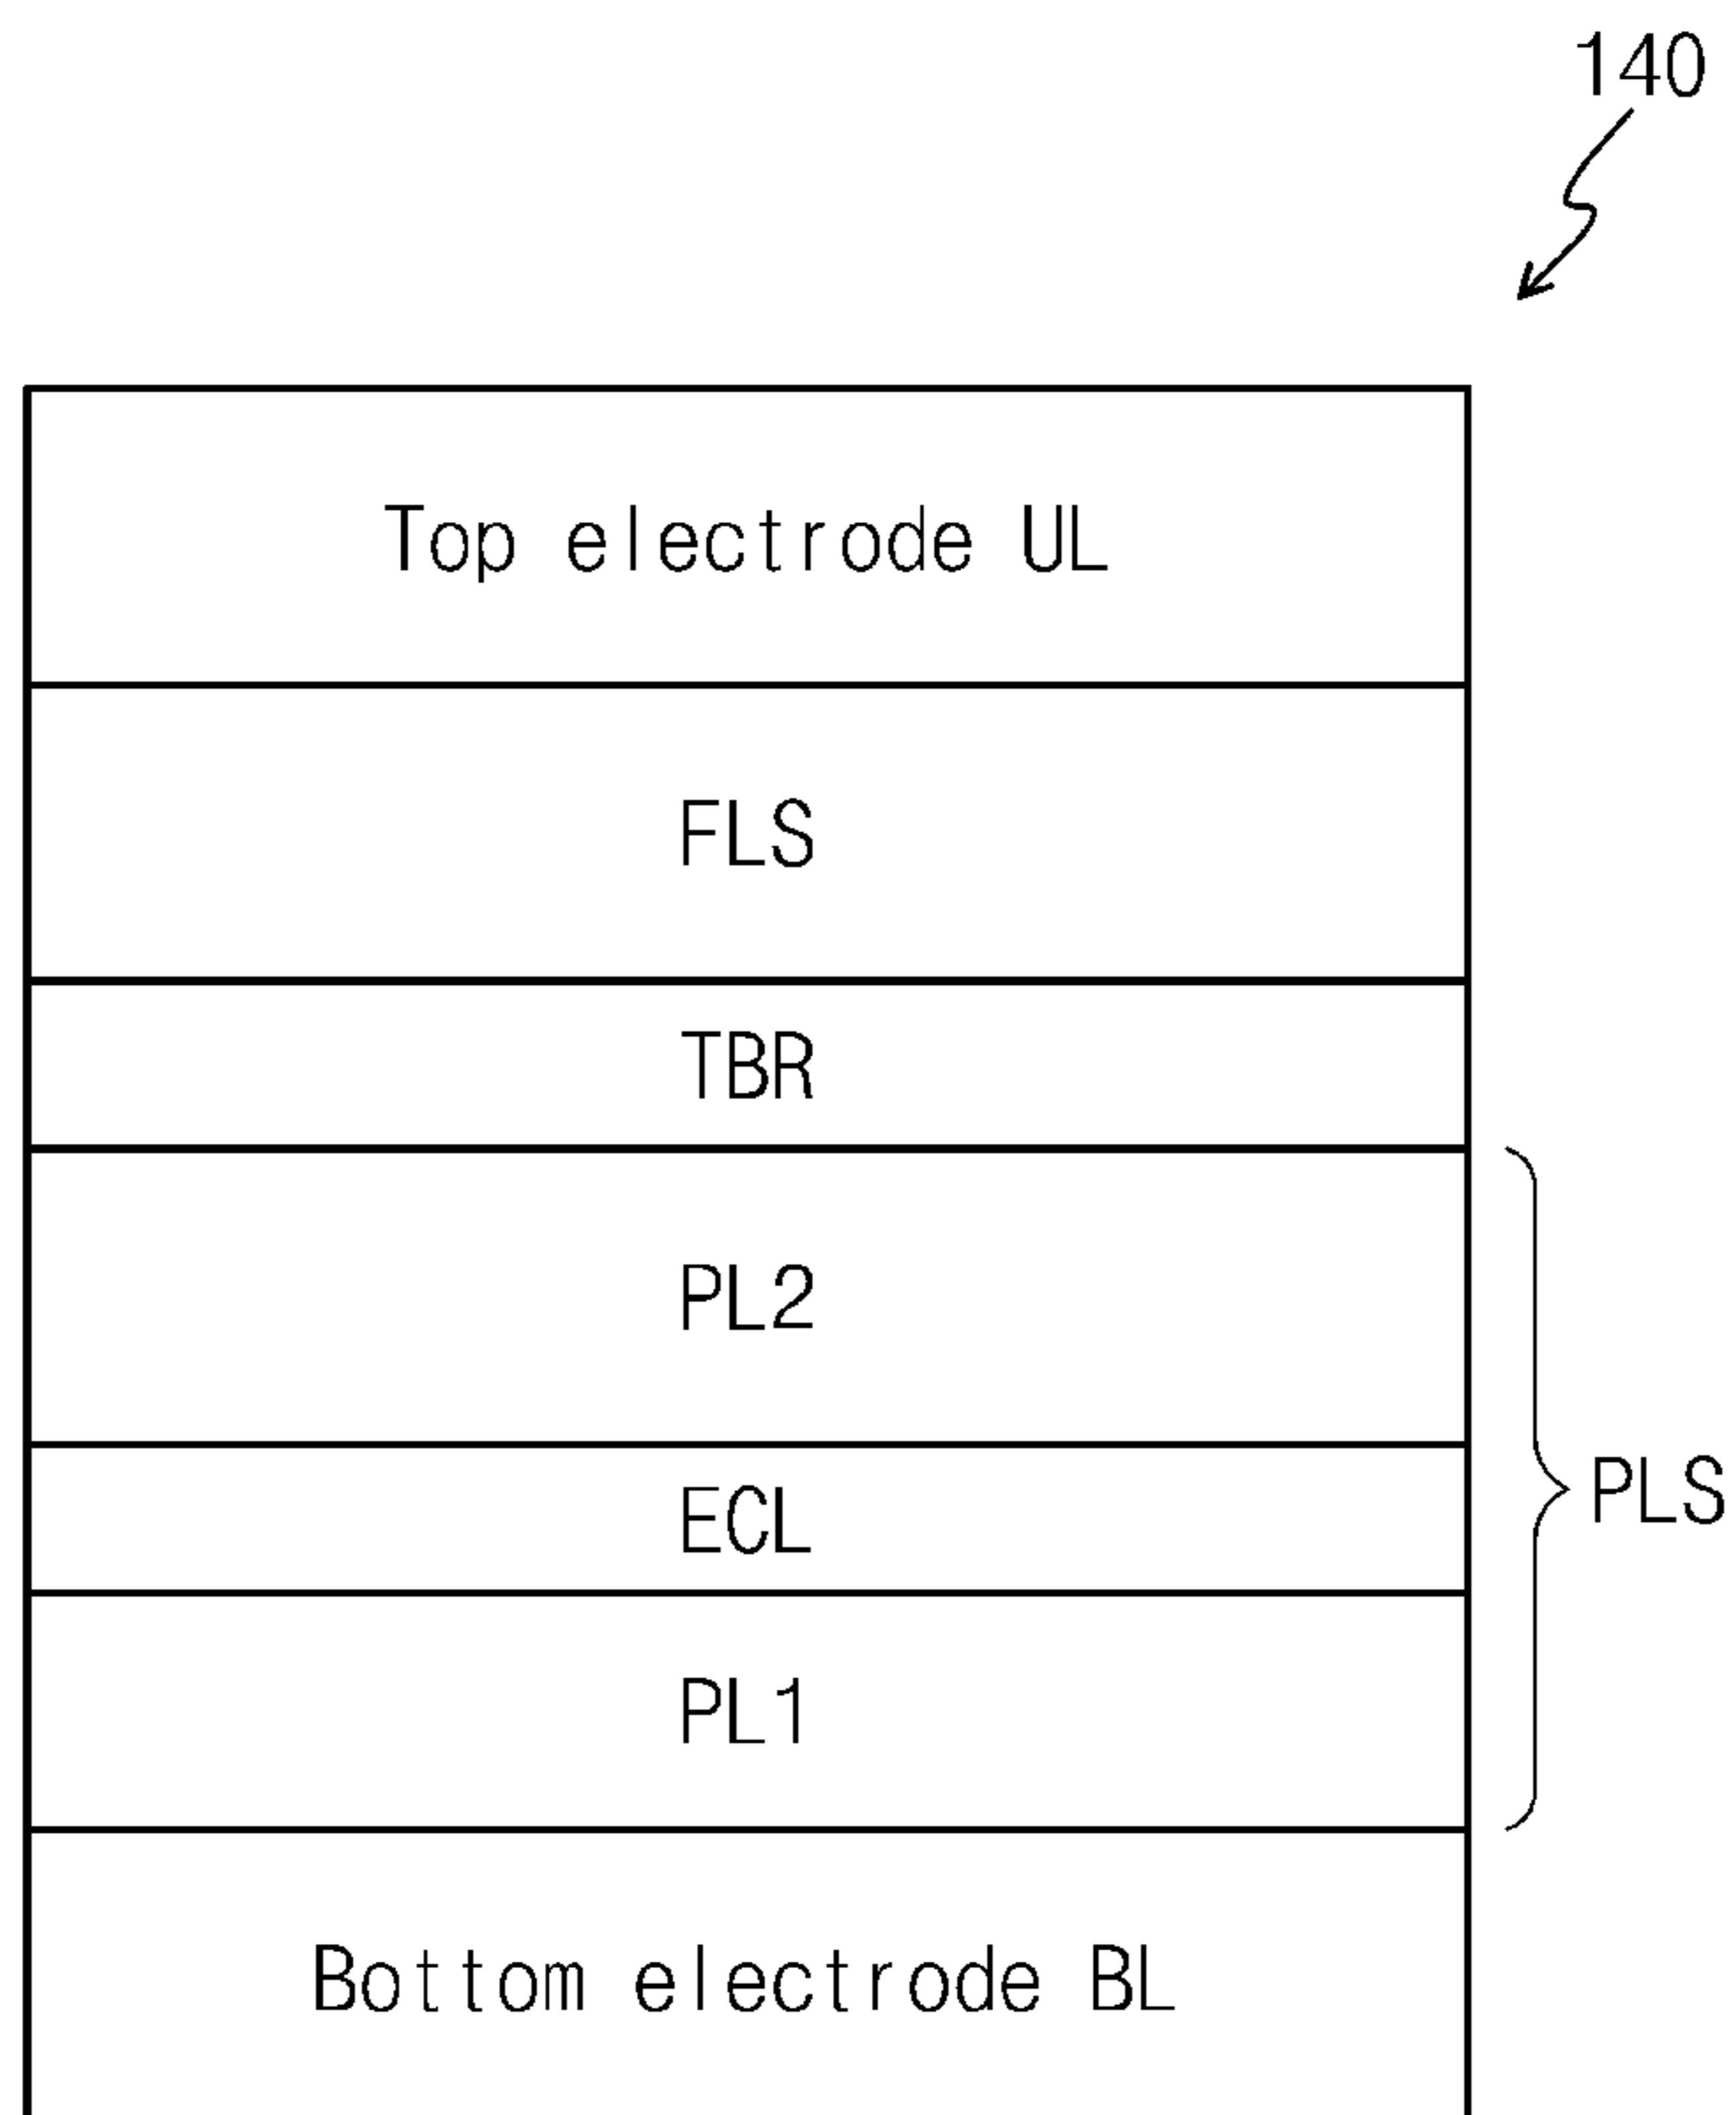 140
Top electrode UL
FLS
TBR
PL2
ECL
PLS
PL1
Bottom electrode BL